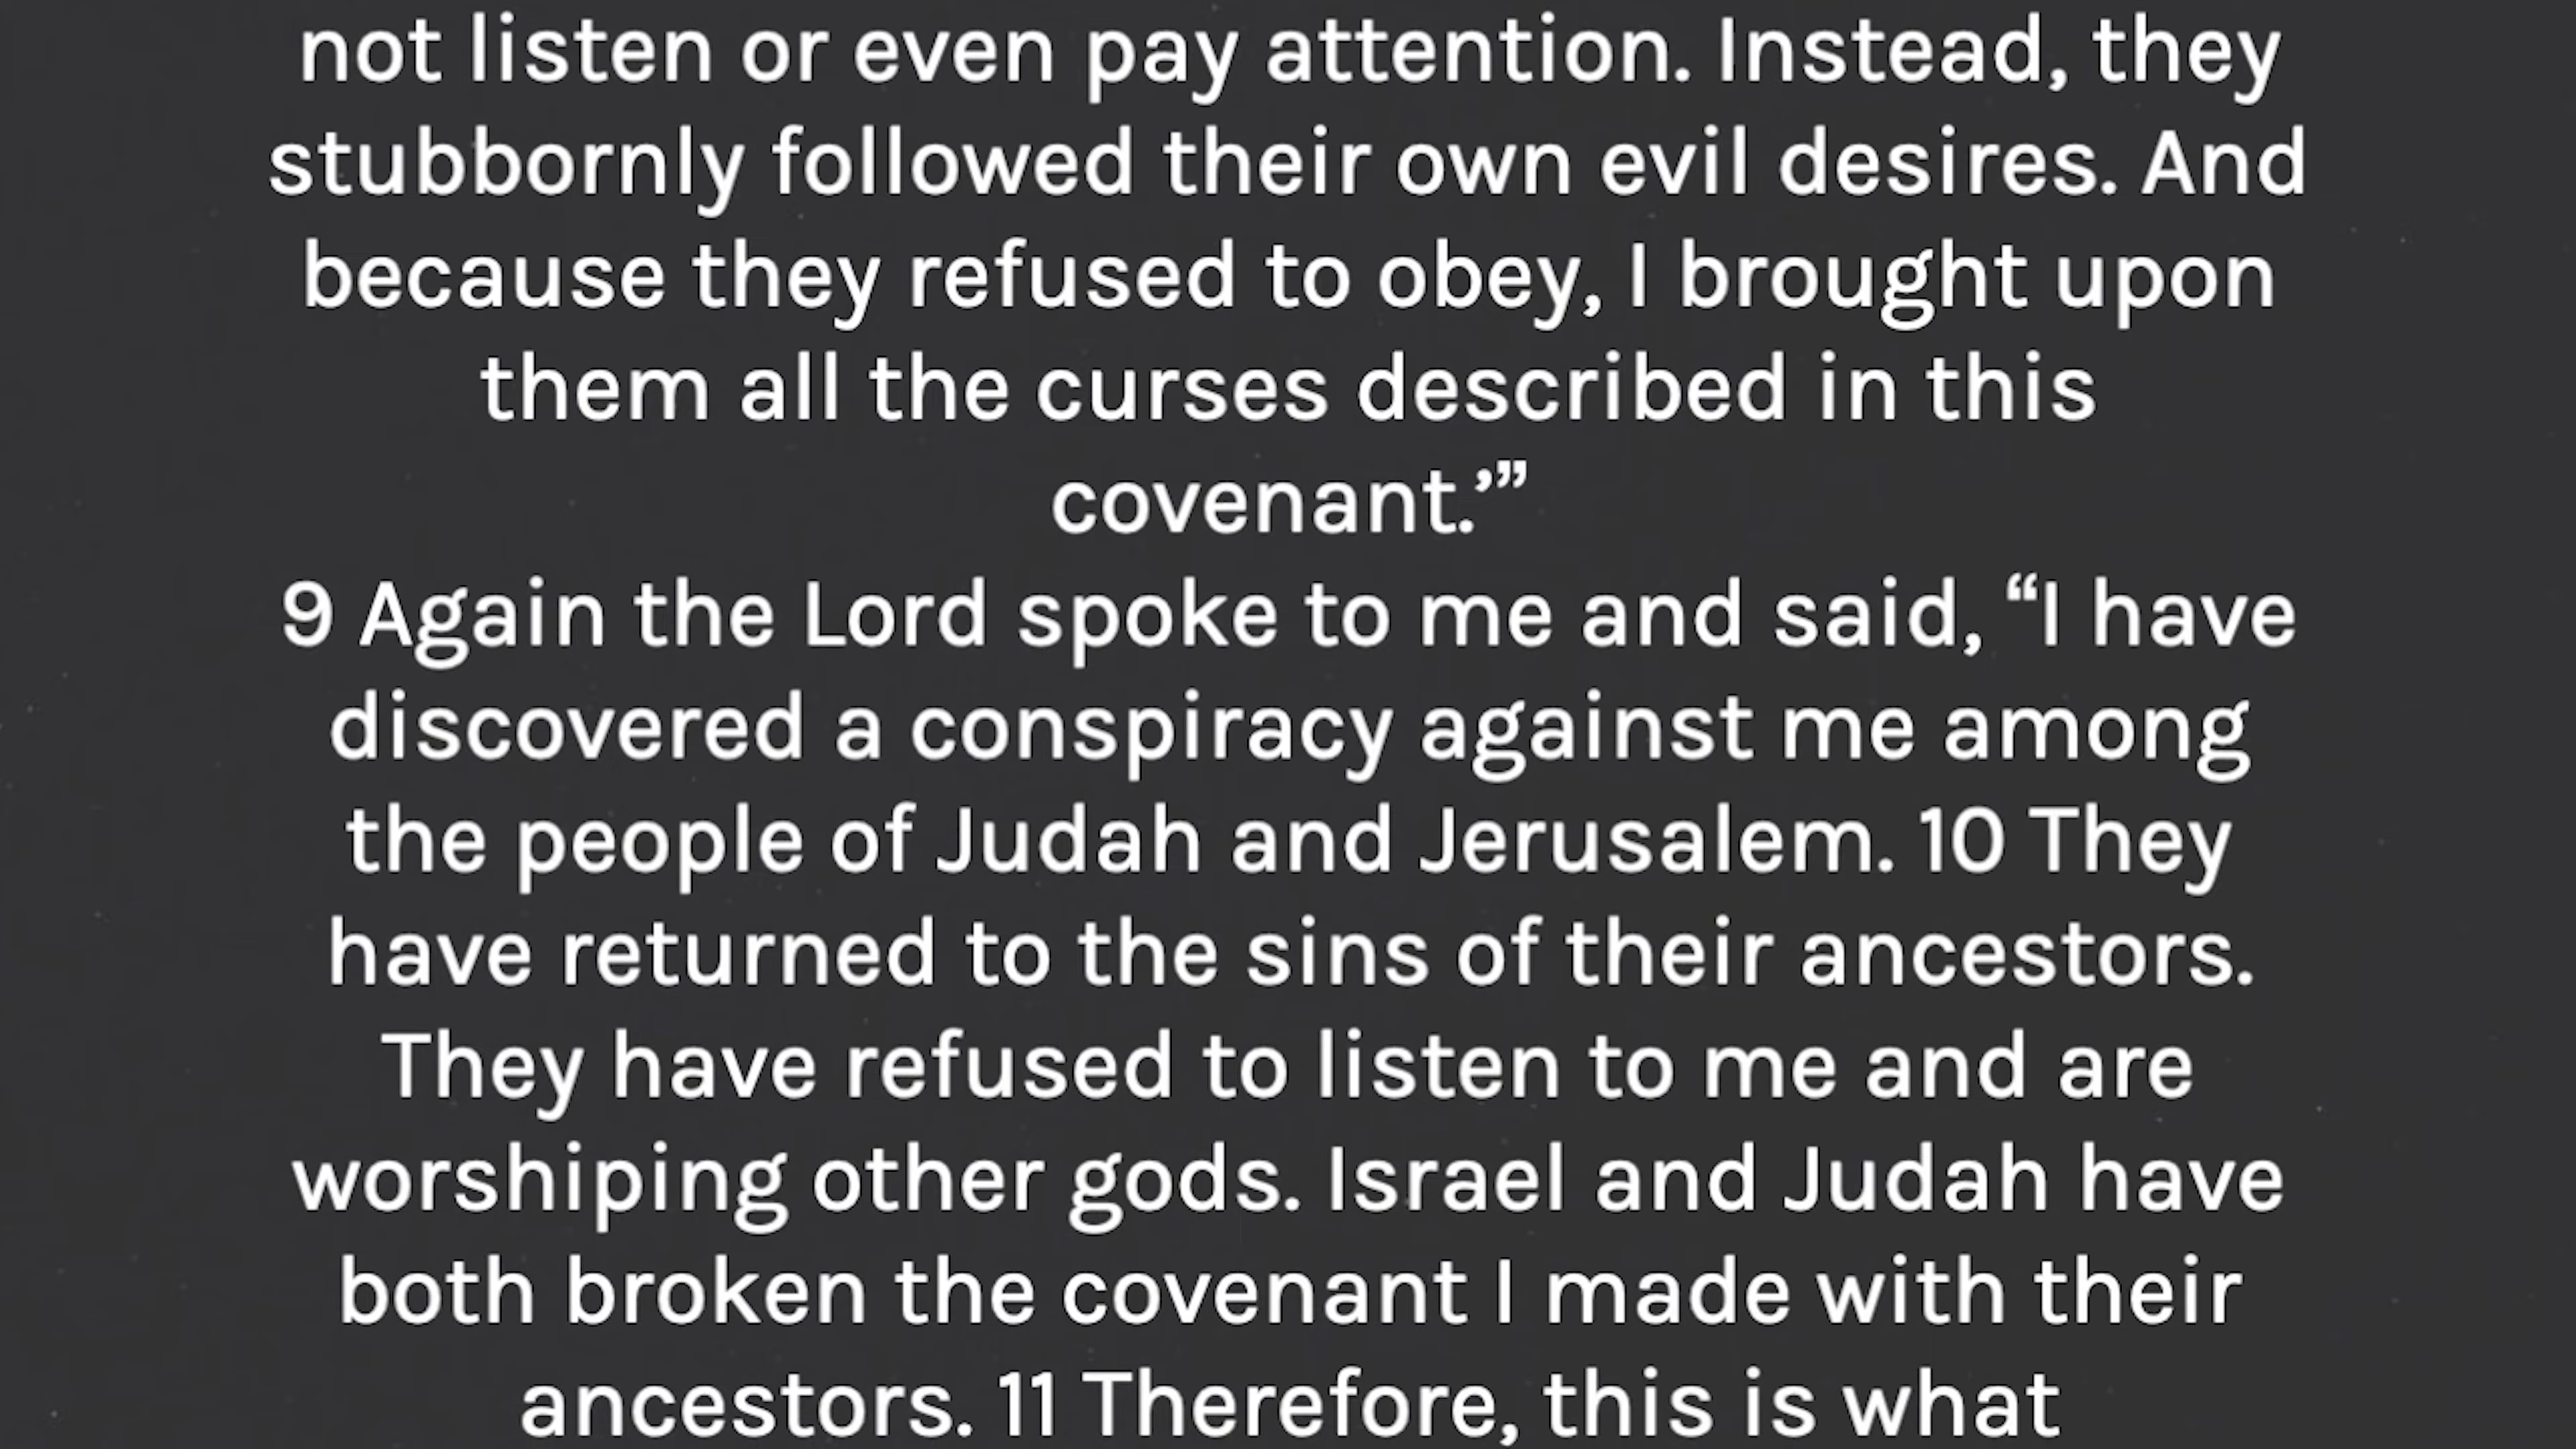 not listen or even pay attention. Instead, they
stubbornly followed their own evil desires. And
because they refused to obey, I brought upon
them all the curses described in this
covenant.’”
9 Again the Lord spoke to me and said, “I have
discovered a conspiracy against me among
the people of Judah and Jerusalem. 10 They
have returned to the sins of their ancestors.
They have refused to listen to me and are
worshiping other gods. Israel and Judah have
both broken the covenant I made with their
ancestors. 11 Therefore, this is what